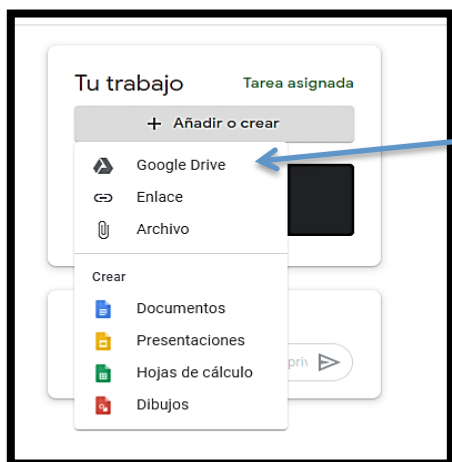 Tu trabajo Tarea asignada
+ Añadir o crear
Google Drive
Enlace
Archivo
Crear
Documentos
Presentaciones
Hojas de cálculo
Dibujos